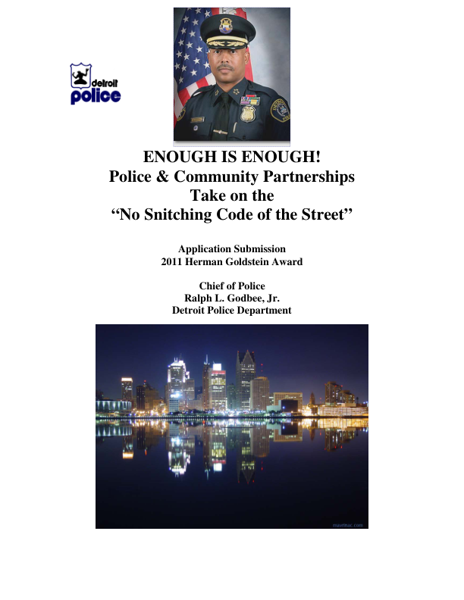 detroit
police
ENOUGH IS ENOUGH!
Police & Community Partnerships
Take on the
“No Snitching Code of the Street”
Application Submission
2011 Herman Goldstein Award
Chief of Police
Ralph L. Godbee, Jr.
Detroit Police Department